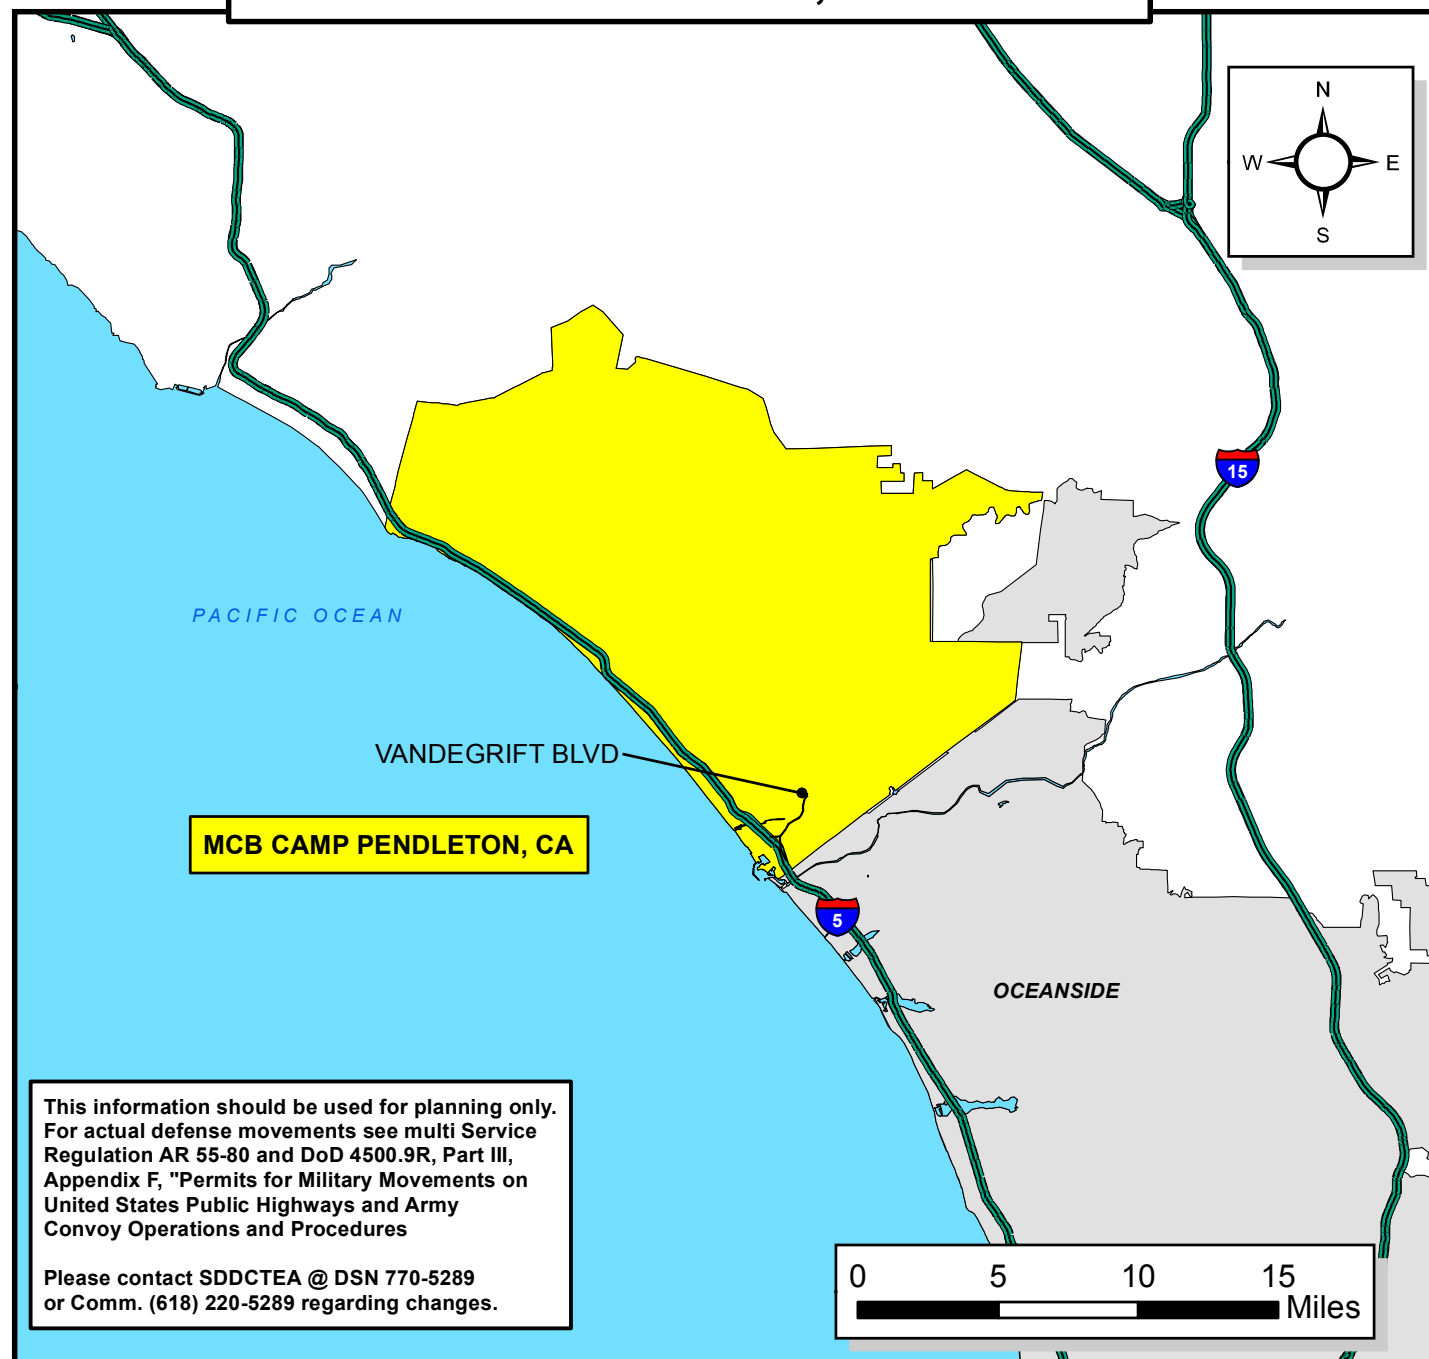 N
W
E
S
15
PACIFIC OCEAN
VANDEGRIFT BLVD
MCB CAMP PENDLETON, CA
5
OCEANSIDE
This information should be used for planning only.
For actual defense movements see multi Service
Regulation AR 55-80 and DoD 4500.9R, Part III,
Appendix F, "Permits for Military Movements on
United States Public Highways and Army
Convoy Operations and Procedures
Please contact SDDCTEA @ DSN 770-5289
or Comm. (618) 220-5289 regarding changes.
0 5 10 15
Miles